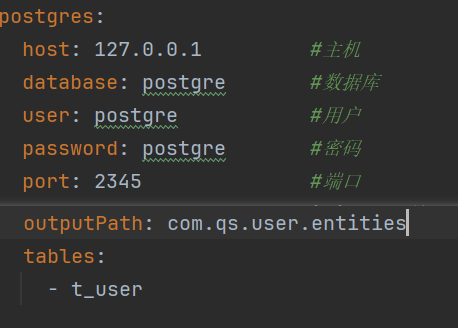 postgres:
  host: 127.0.0.1         #主机
  database: postgre       #数据库
  user: postgre           #用户
  password: postgre       #密码
  port: 2345              #端口
  outputPath: com.qs.user.entities
  tables:
    - t_user